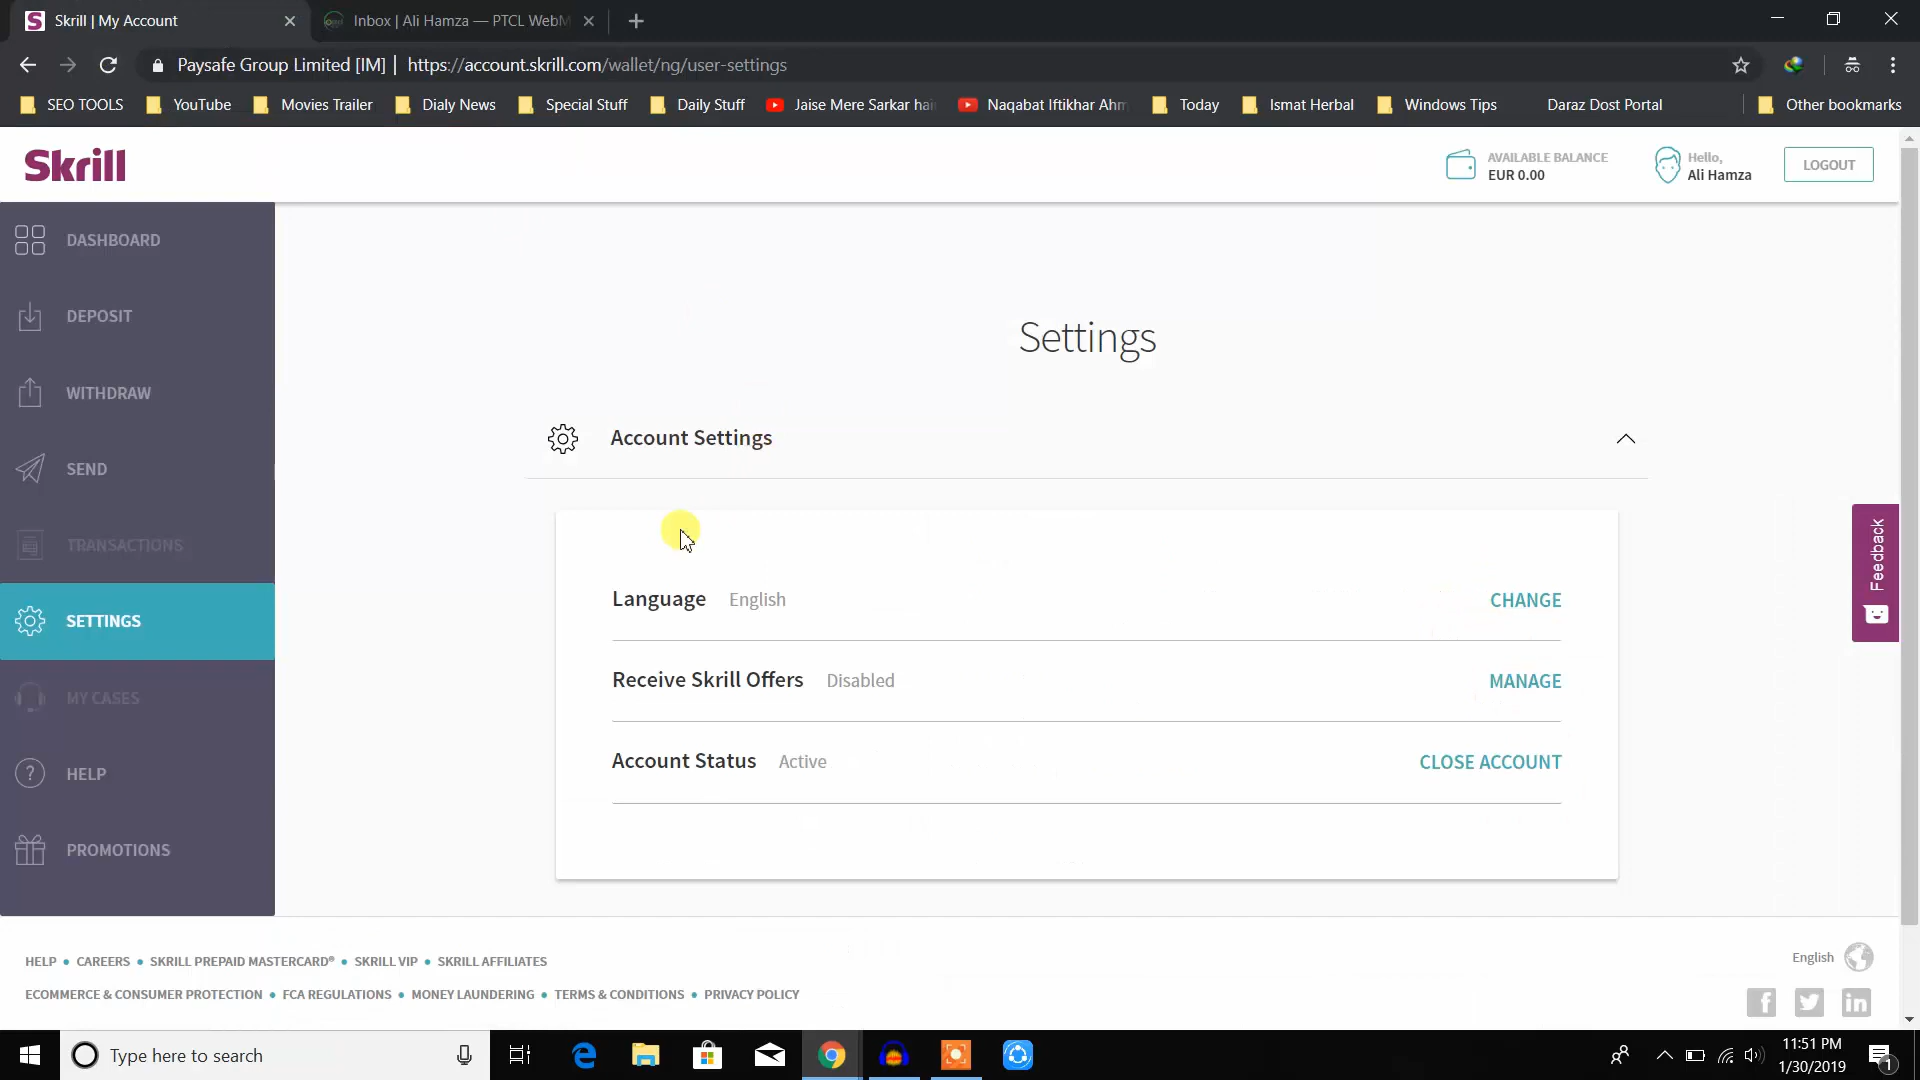 Skrill | My Account
Inbox | Ali Hamza — PTCL WebM
Paysafe Group Limited [IM] | https://account.skrill.com/wallet/ng/user-settings
SEO TOOLS YouTube Movies Trailer Dialy News Special Stuff Daily Stuff Jaise Mere Sarkar hai Naqabat Iftikhar Ahm Today Ismat Herbal Windows Tips Daraz Dost Portal Other bookmarks
Skrill
AVAILABLE BALANCE
EUR 0.00
Hello,
Ali Hamza
LOGOUT
DASHBOARD
DEPOSIT
WITHDRAW
SEND
TRANSACTIONS
SETTINGS
MY CASES
HELP
PROMOTIONS
Settings
Account Settings
Language English CHANGE
Receive Skrill Offers Disabled MANAGE
Account Status Active CLOSE ACCOUNT
Feedback
HELP • CAREERS • SKRILL PREPAID MASTERCARD® • SKRILL VIP • SKRILL AFFILIATES
ECOMMERCE & CONSUMER PROTECTION • FCA REGULATIONS • MONEY LAUNDERING • TERMS & CONDITIONS • PRIVACY POLICY
English
Type here to search
11:51 PM
1/30/2019
1